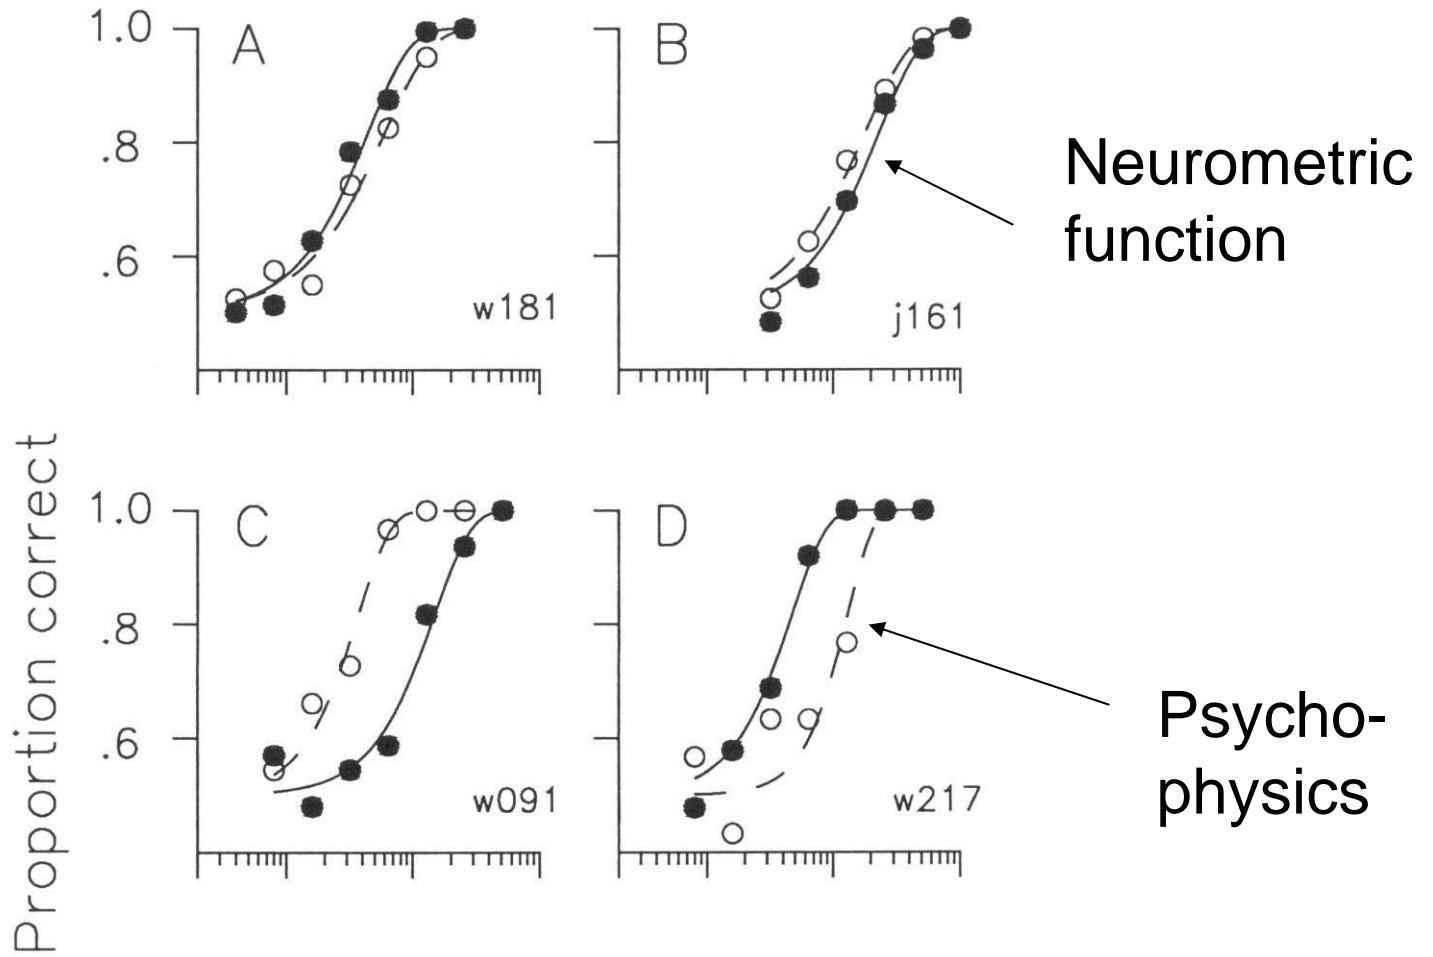 1.0
A
.8
.6
w181
B
j161
Neurometric
function
Proportion correct
1.0
C
.8
.6
w091
D
w217
Psycho-
physics